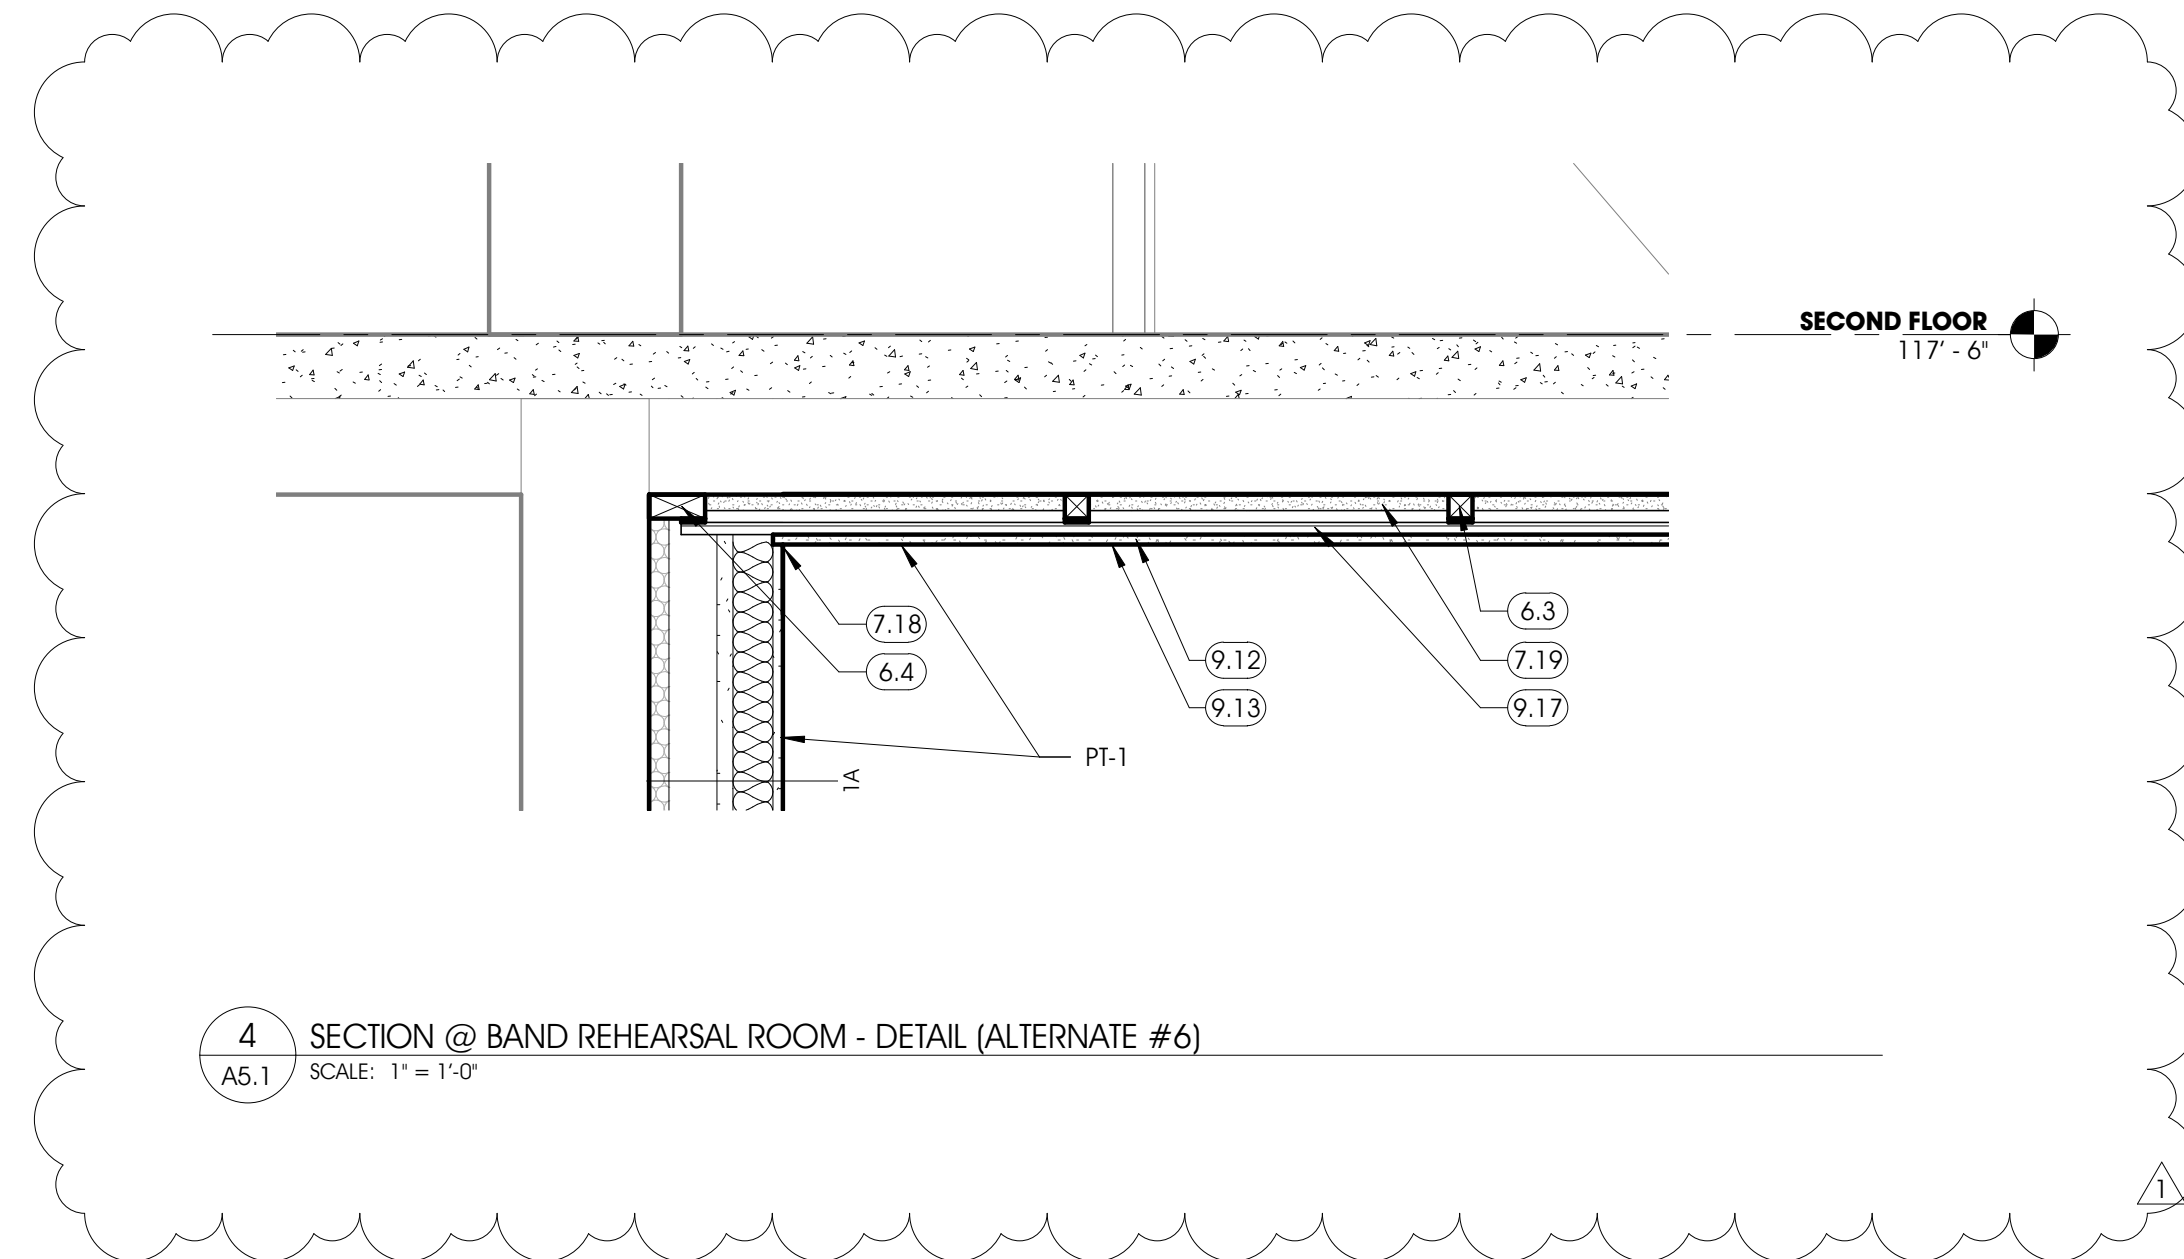 SECOND FLOOR
117' - 6"
7.18
6.4
6.3
7.19
9.17
9.12
9.13
PT-1
1A
4
A5.1
SECTION @ BAND REHEARSAL ROOM - DETAIL (ALTERNATE #6)
SCALE: 1" = 1'-0"
1